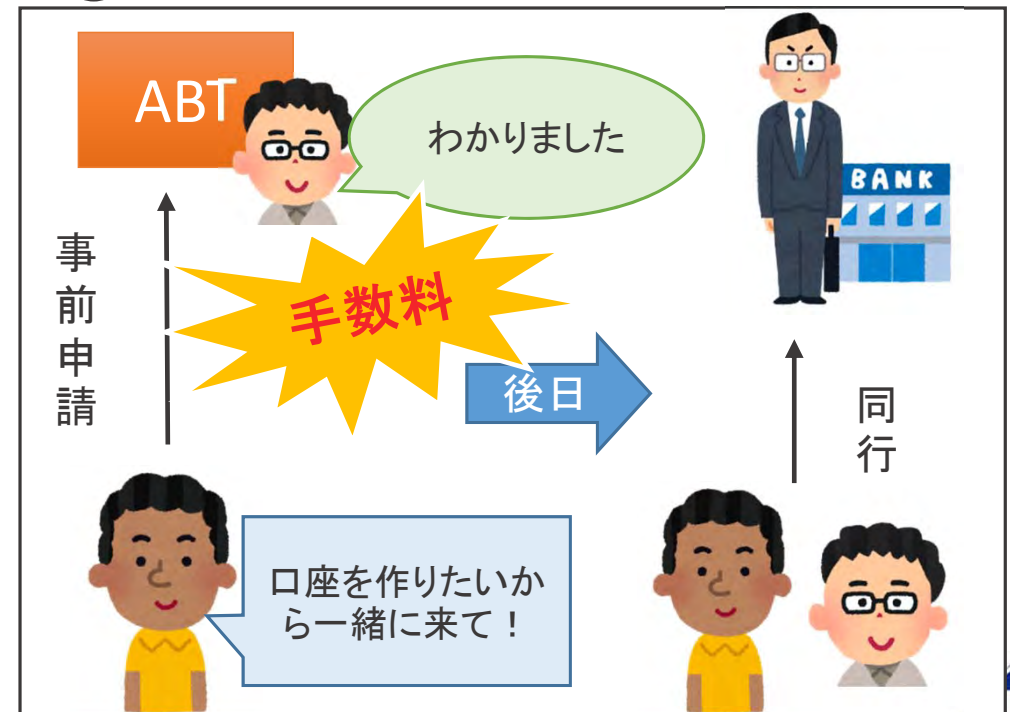 ABT
わかりました
BANK
事前申請
手数料
後日
同行
口座を作りたいか
ら一緒に来て！